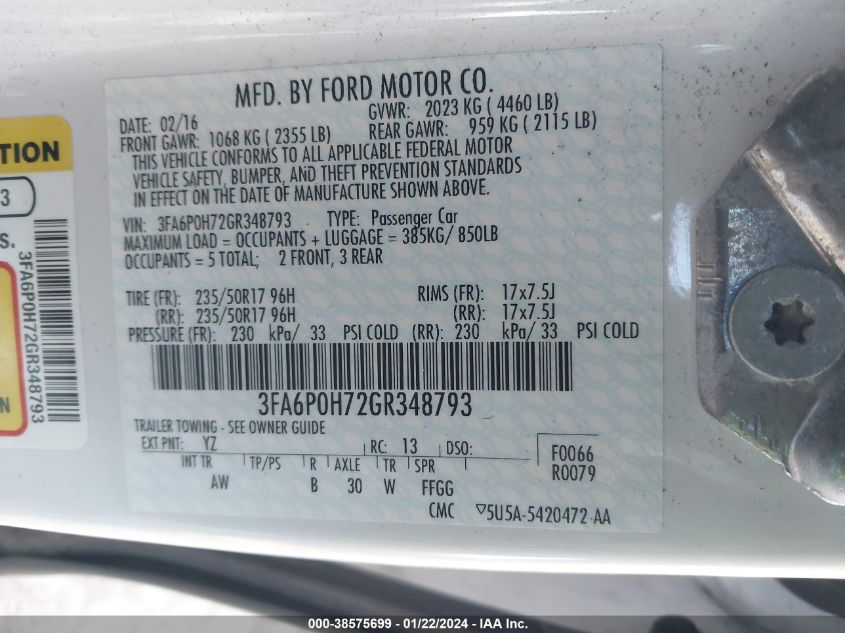 MFD. BY FORD MOTOR CO.
DATE: 02/16 GVWR: 2023 KG ( 4460 LB)
FRONT GAWR: 1068 KG ( 2355 LB) REAR GAWR: 959 KG ( 2115 LB)
THIS VEHICLE CONFORMS TO ALL APPLICABLE FEDERAL MOTOR
VEHICLE SAFETY, BUMPER, AND THEFT PREVENTION STANDARDS
IN EFFECT ON THE DATE OF MANUFACTURE SHOWN ABOVE.
VIN: 3FA6P0H72GR348793 TYPE: Passenger Car
MAXIMUM LOAD = OCCUPANTS + LUGGAGE = 385KG/ 850LB
OCCUPANTS = 5 TOTAL; 2 FRONT, 3 REAR
TIRE (FR): 235/50R17 96H RIMS (FR): 17x7.5J
(RR): 235/50R17 96H (RR): 17x7.5J
PRESSURE (FR): 230 kPa/ 33 PSI COLD (RR): 230 kPa/ 33 PSI COLD
3FA6P0H72GR348793
TRAILER TOWING - SEE OWNER GUIDE
EXT PNT: YZ RC: 13 DSO: F0066
INT TR TP/PS R AXLE TR SPR R0079
AW B 30 W FFGG
CMC ▽5U5A-5420472-AA
TION
3
S.
3FA6P0H72GR348793
N
000-38575699 - 01/22/2024 - IAA Inc.